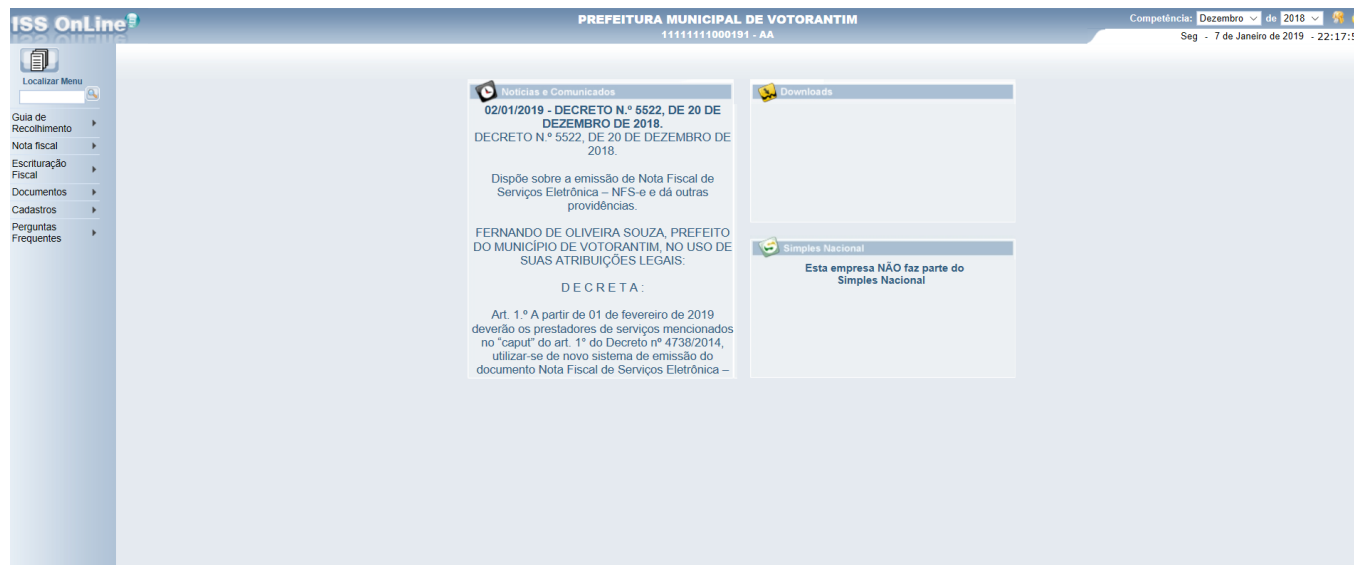 ISS OnLine
PREFEITURA MUNICIPAL DE VOTORANTIM
11111111000191 - AA
Competência: Dezembro de 2018
Seg - 7 de Janeiro de 2019 - 22:17:5
Localizar Menu
Guia de
Recolhimento
Nota fiscal
Escrituração
Fiscal
Documentos
Cadastros
Perguntas
Frequentes
Notícias e Comunicados
02/01/2019 - DECRETO N.º 5522, DE 20 DE
DEZEMBRO DE 2018.
DECRETO N.º 5522, DE 20 DE DEZEMBRO DE
2018.
Dispõe sobre a emissão de Nota Fiscal de
Serviços Eletrônica – NFS-e e dá outras
providências.
FERNANDO DE OLIVEIRA SOUZA, PREFEITO
DO MUNICÍPIO DE VOTORANTIM, NO USO DE
SUAS ATRIBUIÇÕES LEGAIS:
D E C R E T A :
Art. 1.º A partir de 01 de fevereiro de 2019
deverão os prestadores de serviços mencionados
no “caput” do art. 1° do Decreto nº 4738/2014,
utilizar-se de novo sistema de emissão do
documento Nota Fiscal de Serviços Eletrônica –
Downloads
Simples Nacional
Esta empresa NÃO faz parte do
Simples Nacional